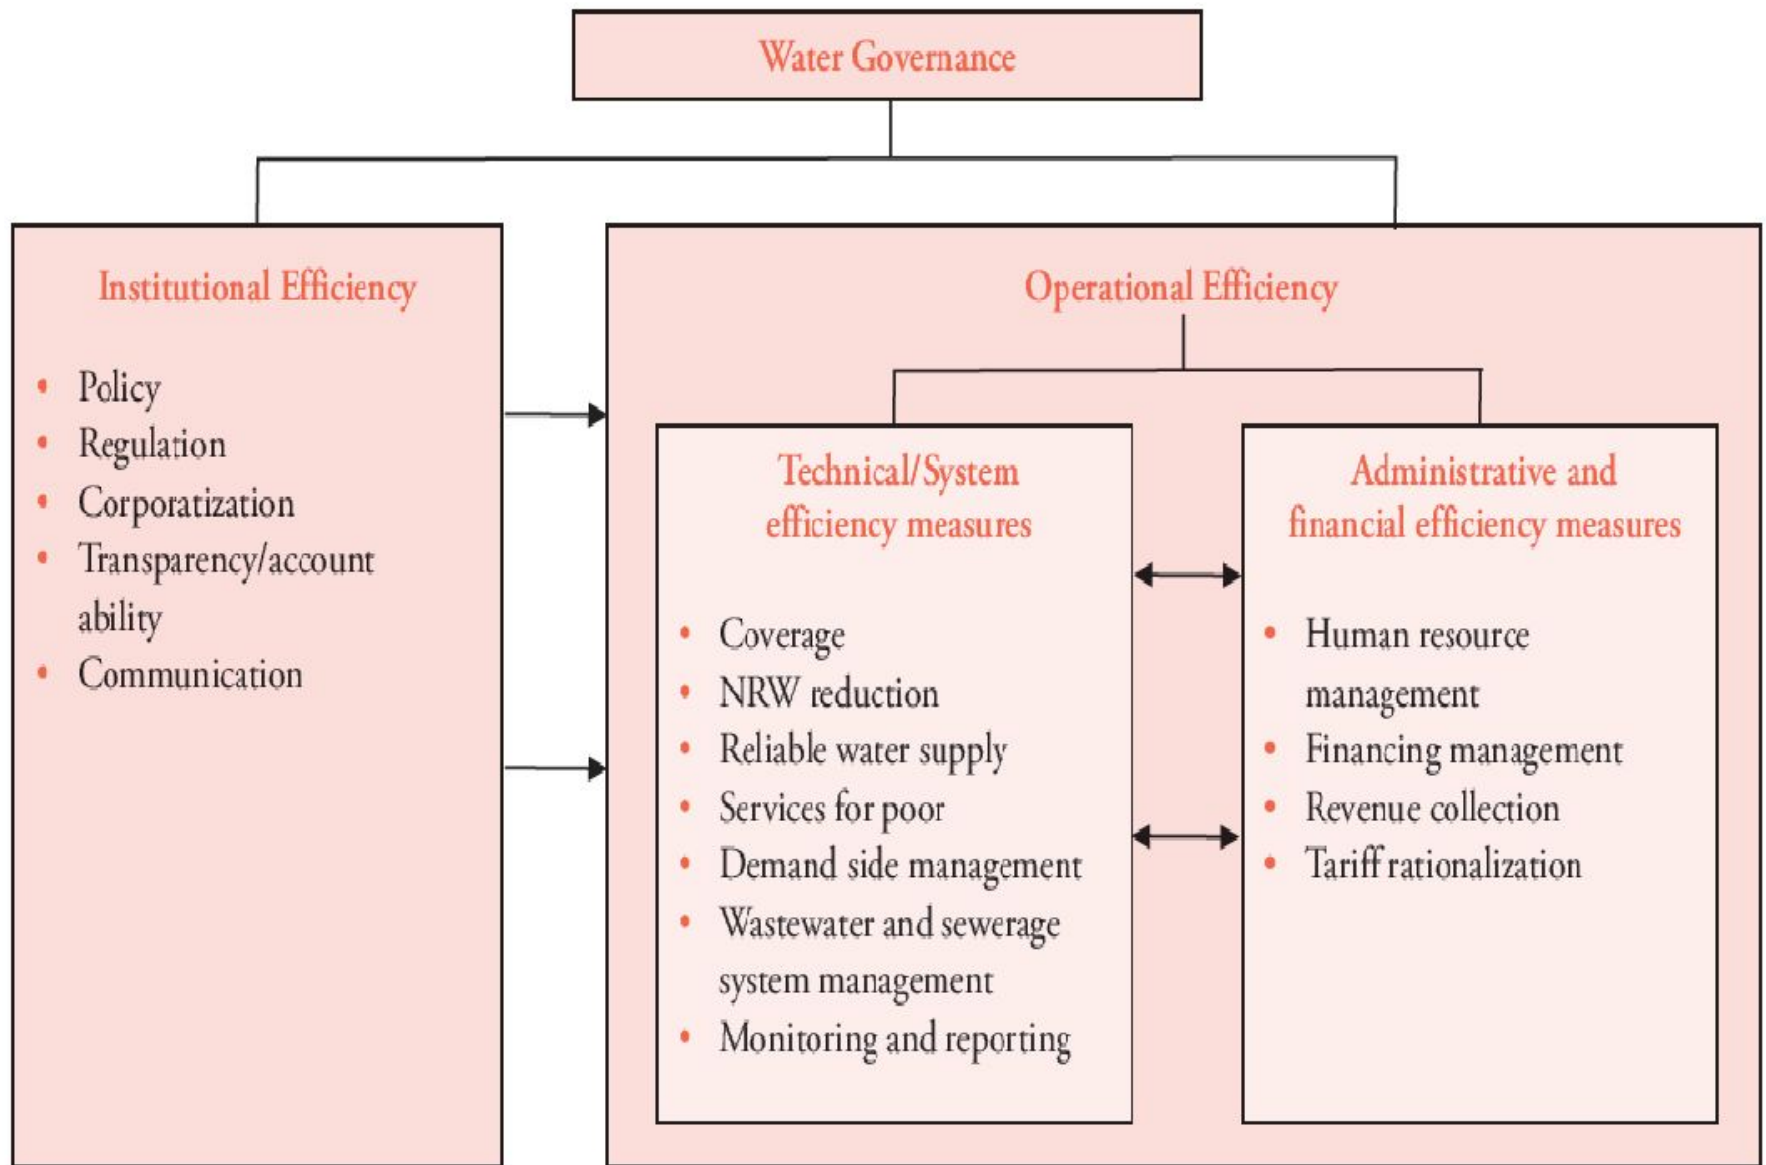 Water Governance
Institutional Efficiency
• Policy
• Regulation
• Corporatization
• Transparency/account
ability
• Communication
Operational Efficiency
Technical/System
efficiency measures
• Coverage
• NRW reduction
• Reliable water supply
• Services for poor
• Demand side management
• Wastewater and sewerage
system management
• Monitoring and reporting
Administrative and
financial efficiency measures
• Human resource
management
• Financing management
• Revenue collection
• Tariff rationalization